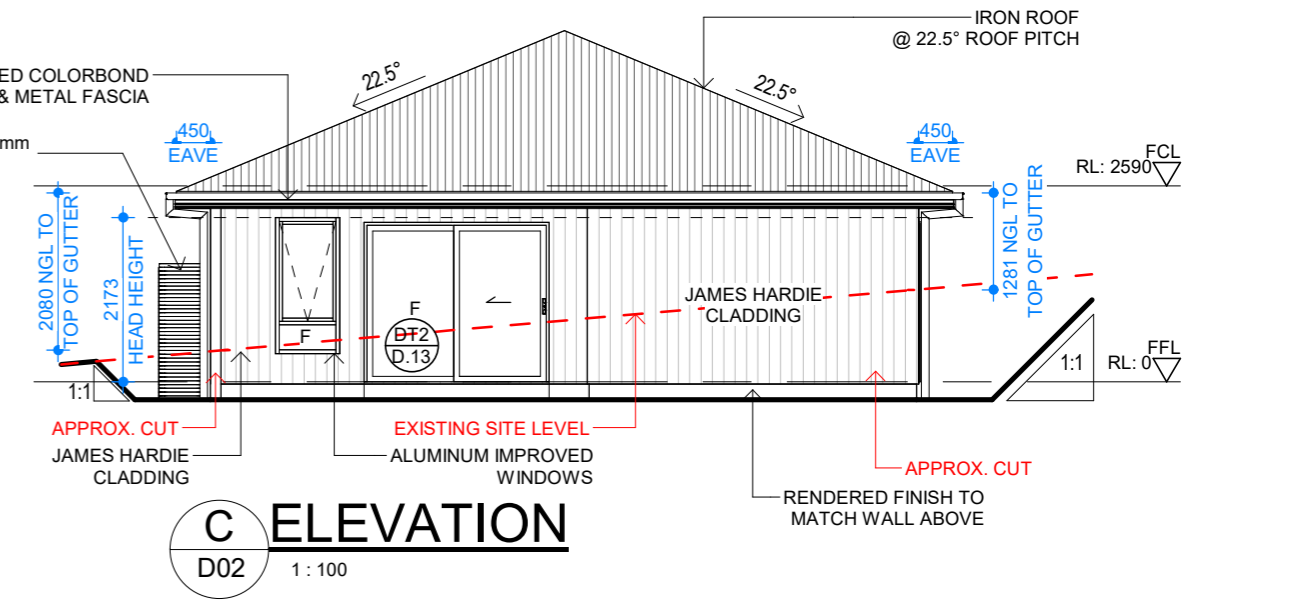 IRON ROOF
@ 22.5° ROOF PITCH
ED COLORBOND
& METAL FASCIA
22.5°
22.5°
450
EAVE
450
EAVE
mm
FCL
RL: 2590
2080 NGL TO
TOP OF GUTTER
2173
HEAD HEIGHT
1281 NGL TO
TOP OF GUTTER
JAMES HARDIE
CLADDING
F
F
DT2
D.13
1:1
1:1
FFL
RL: 0
APPROX. CUT
EXISTING SITE LEVEL
JAMES HARDIE
CLADDING
ALUMINUM IMPROVED
WINDOWS
APPROX. CUT
RENDERED FINISH TO
MATCH WALL ABOVE
C
D02
ELEVATION
1 : 100